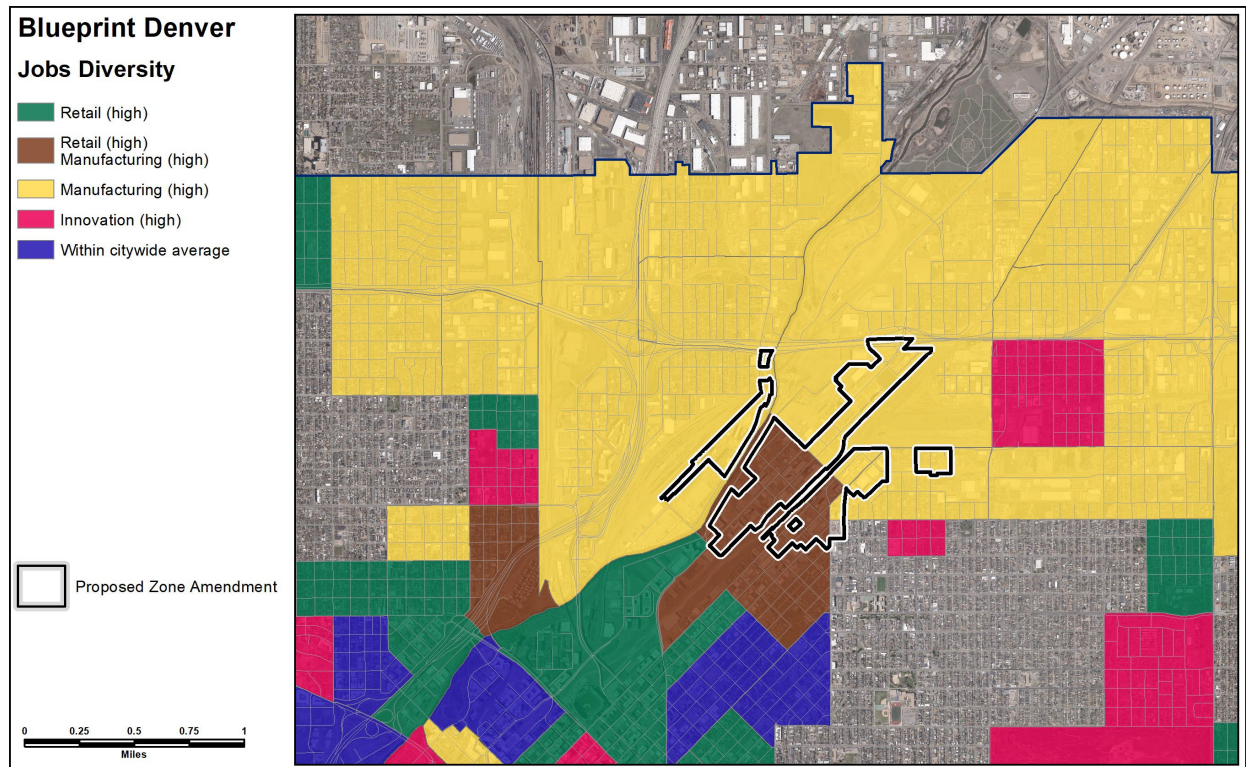 Blueprint Denver
Jobs Diversity
Retail (high)
Retail (high)
Manufacturing (high)
Manufacturing (high)
Innovation (high)
Within citywide average
Proposed Zone Amendment
0 0.25 0.5 0.75 1
Miles